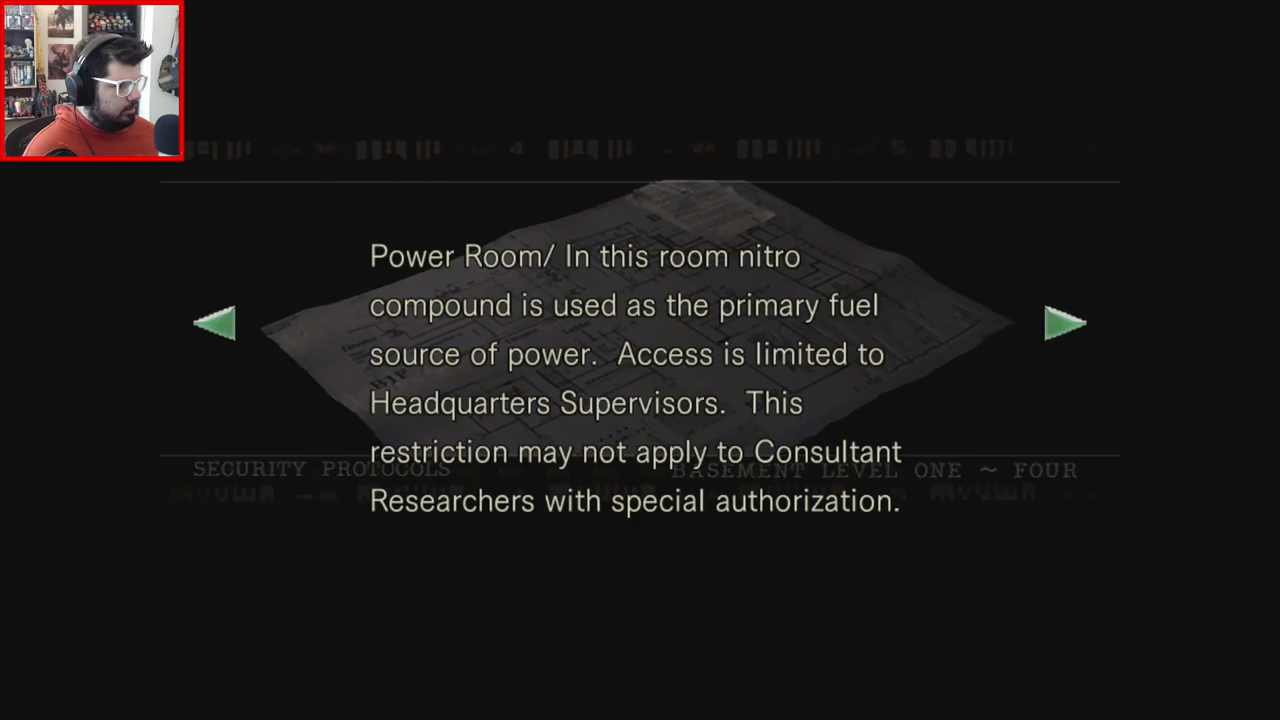 Power Room/ In this room nitro
compound is used as the primary fuel
source of power.  Access is limited to
Headquarters Supervisors.  This
restriction may not apply to Consultant
Researchers with special authorization.
SECURITY PROTOCOLS
BASEMENT LEVEL ONE ~ FOUR